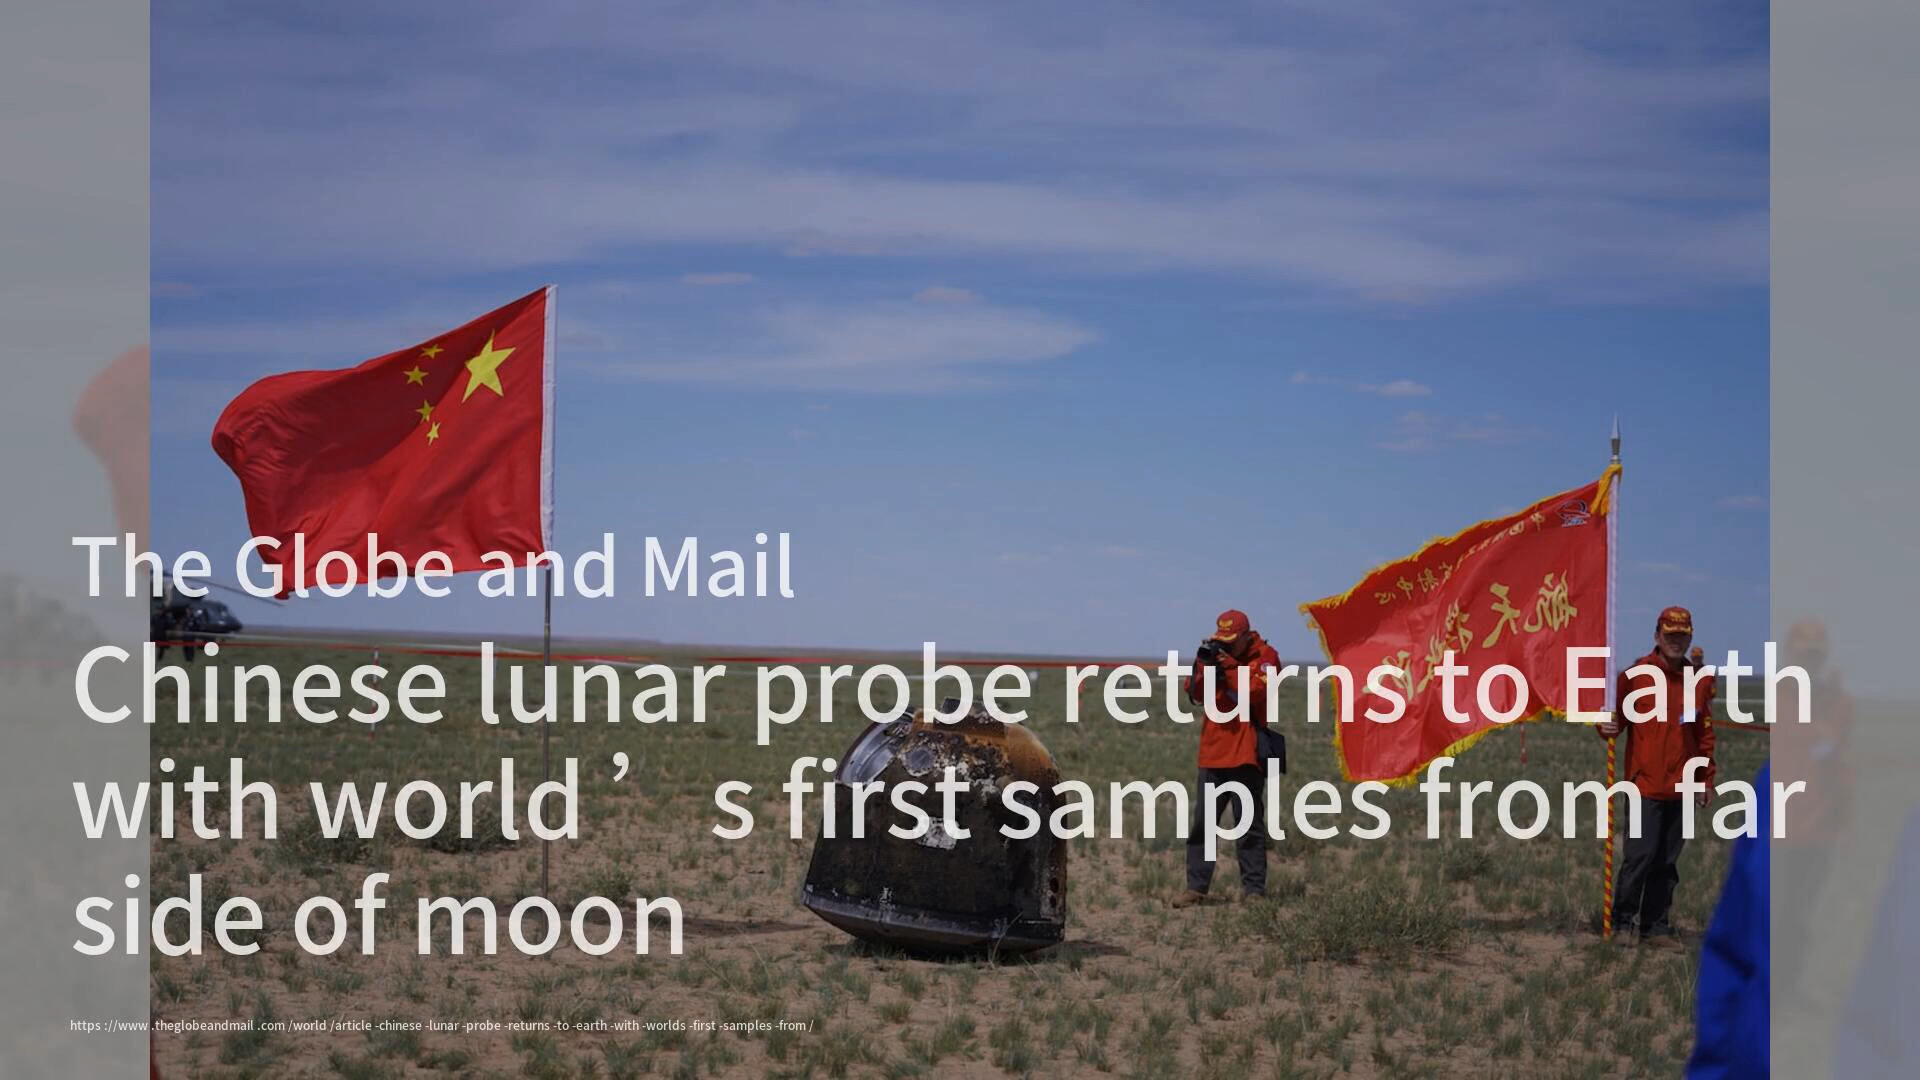 The Globe and Mail
Chinese lunar probe returns to Earth
with world’s first samples from far
side of moon
https://www.theglobeandmail.com/world/article-chinese-lunar-probe-returns-to-earth-with-worlds-first-samples-from/